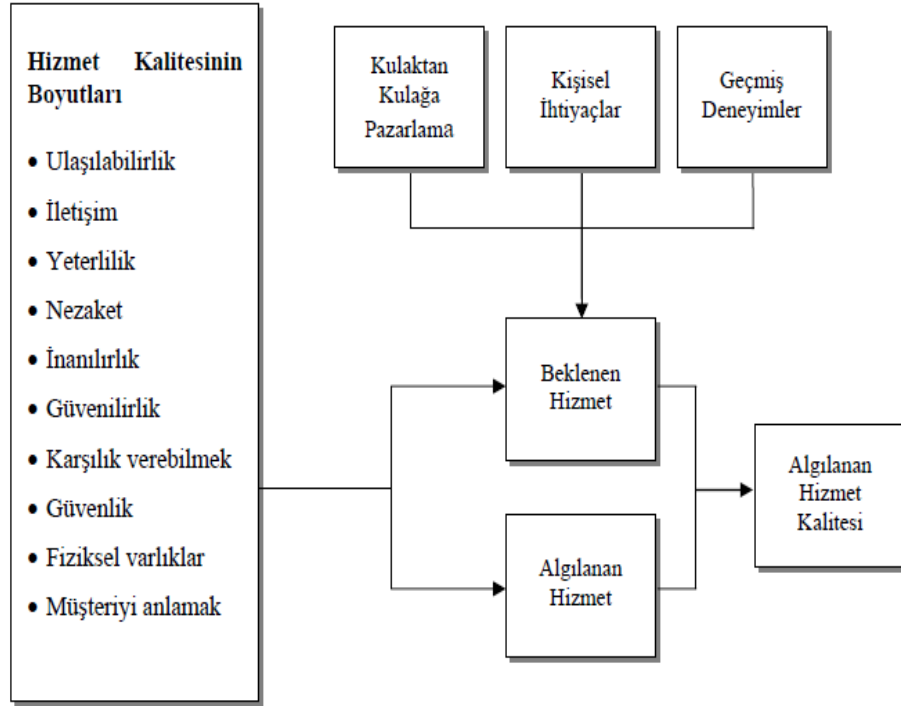 Hizmet Kalitesinin
Boyutları
• Ulaşılabilirlik
• İletişim
• Yeterlilik
• Nezaket
• İnanılırlık
• Güvenilirlik
• Karşılık verebilmek
• Güvenlik
• Fiziksel varlıklar
• Müşteriyi anlamak
Kulaktan
Kulağa
Pazarlama
Kişisel
İhtiyaçlar
Geçmiş
Deneyimler
Beklenen
Hizmet
Algılanan
Hizmet
Algılanan
Hizmet
Kalitesi